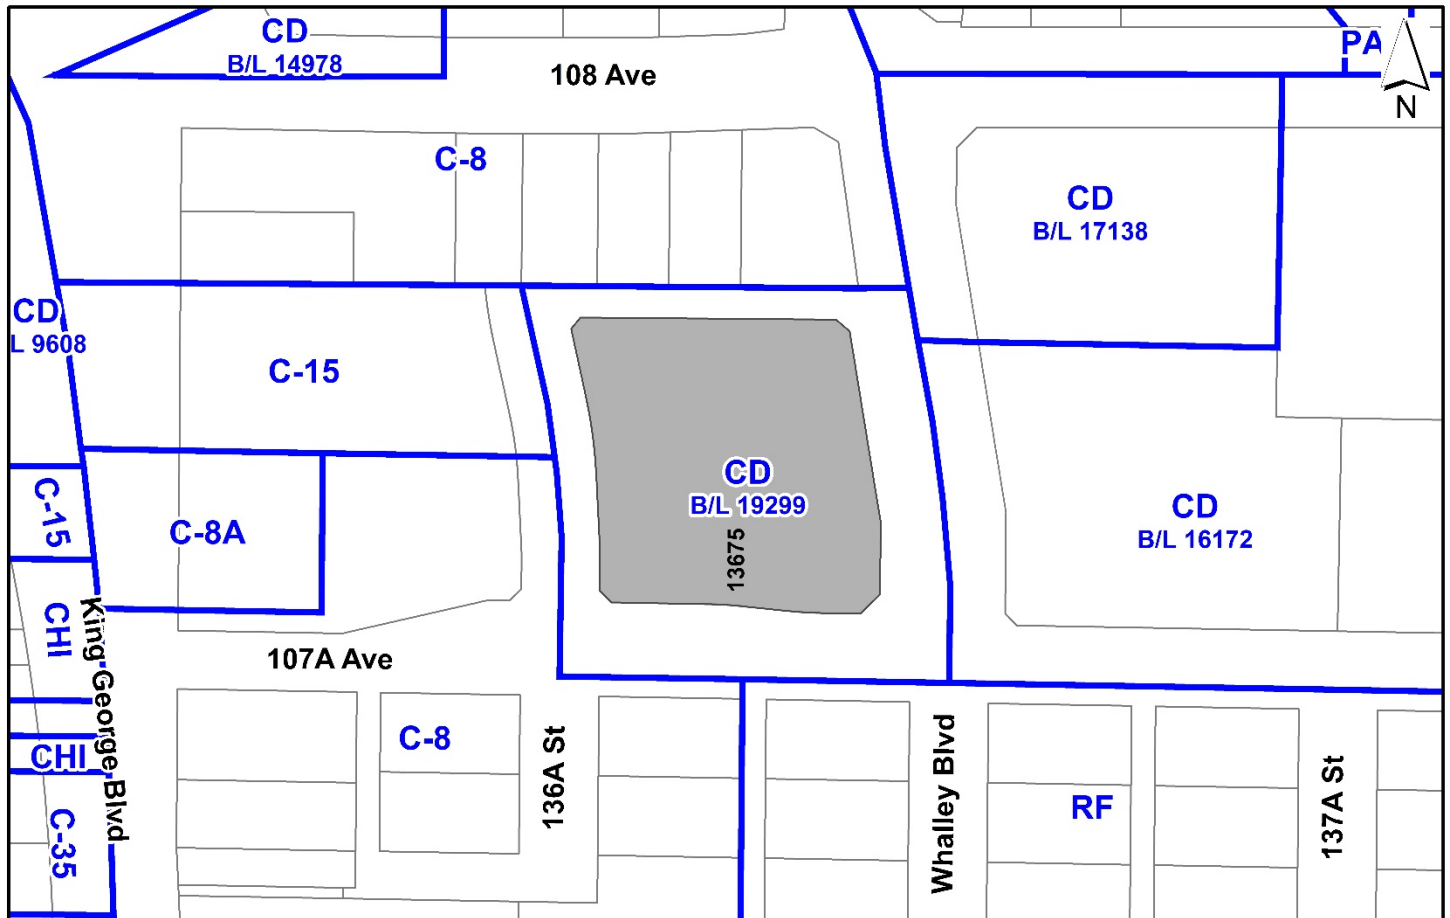 CD
B/L 14978
108 Ave
PA
N
C-8
CD
B/L 17138
CD
L 9608
C-15
CD
B/L 19299
13675
C-15
C-8A
CD
B/L 16172
CHI
King George Blvd
107A Ave
C-8
136A St
CHI
Whalley Blvd
RF
137A St
C-35